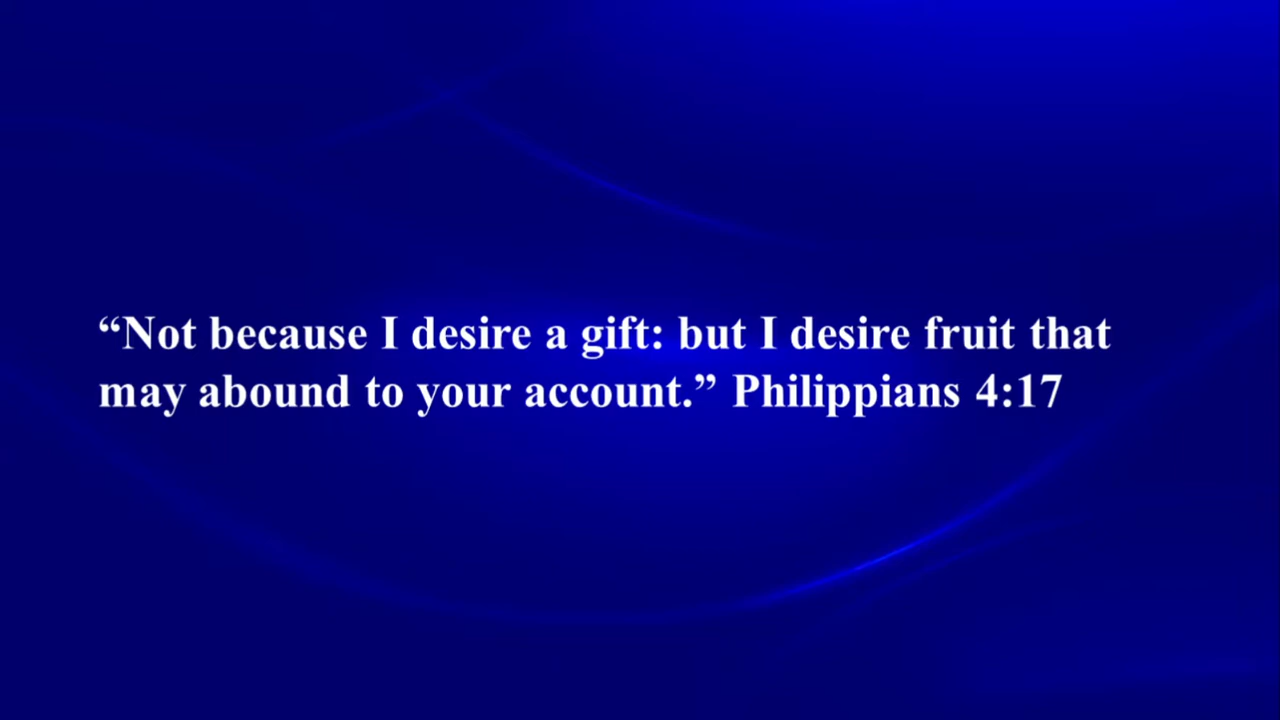 “Not because I desire a gift: but I desire fruit that
may abound to your account.” Philippians 4:17